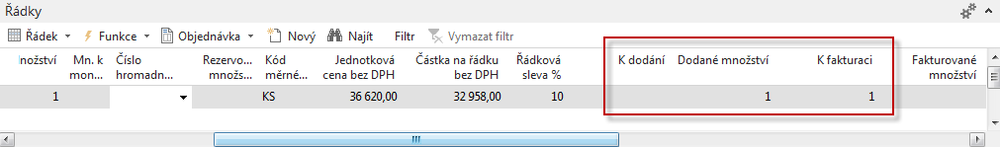 Řádky
Řádek Funkce Objednávka Nový Najít Filtr Vymazat filtr
nožství Mn. k mon... Číslo hromadn... Rezervo... množs... Kód měrné... Jednotková cena bez DPH Částka na řádku bez DPH Řádková sleva % K dodání Dodané množství K fakturaci Fakturované množství
1 KS 36 620,00 32 958,00 10 1 1